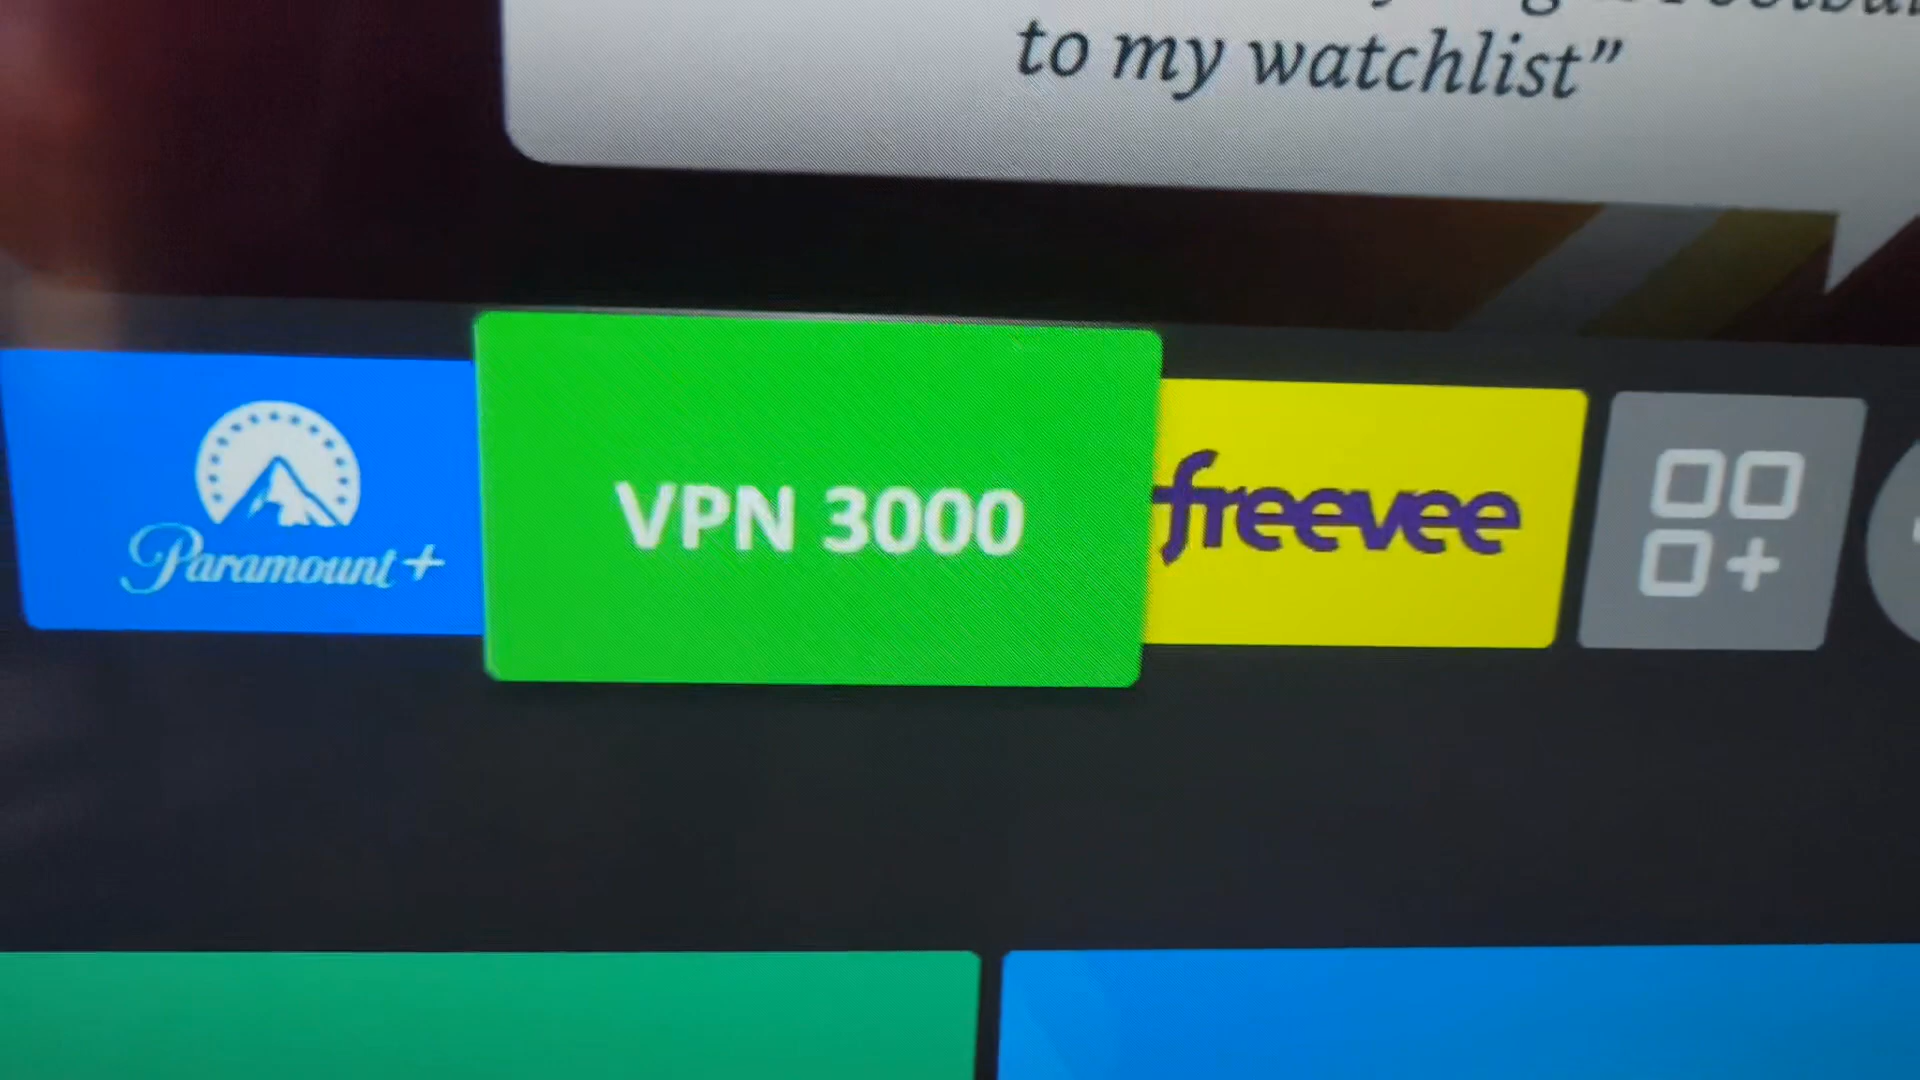 to my watchlist”
Paramount+
VPN 3000
freevee